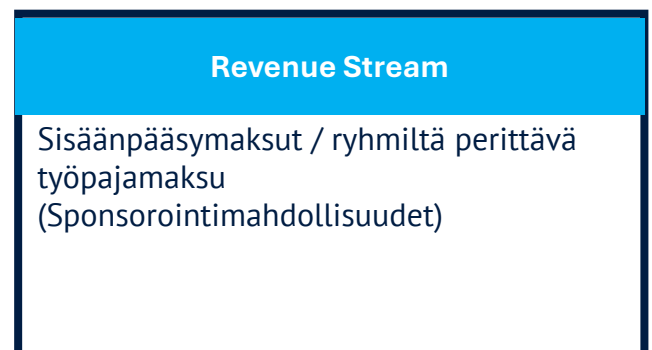 Revenue Stream
Sisäänpääsymaksut / ryhmiltä perittävä
työpajamaksu
(Sponsorointimahdollisuudet)